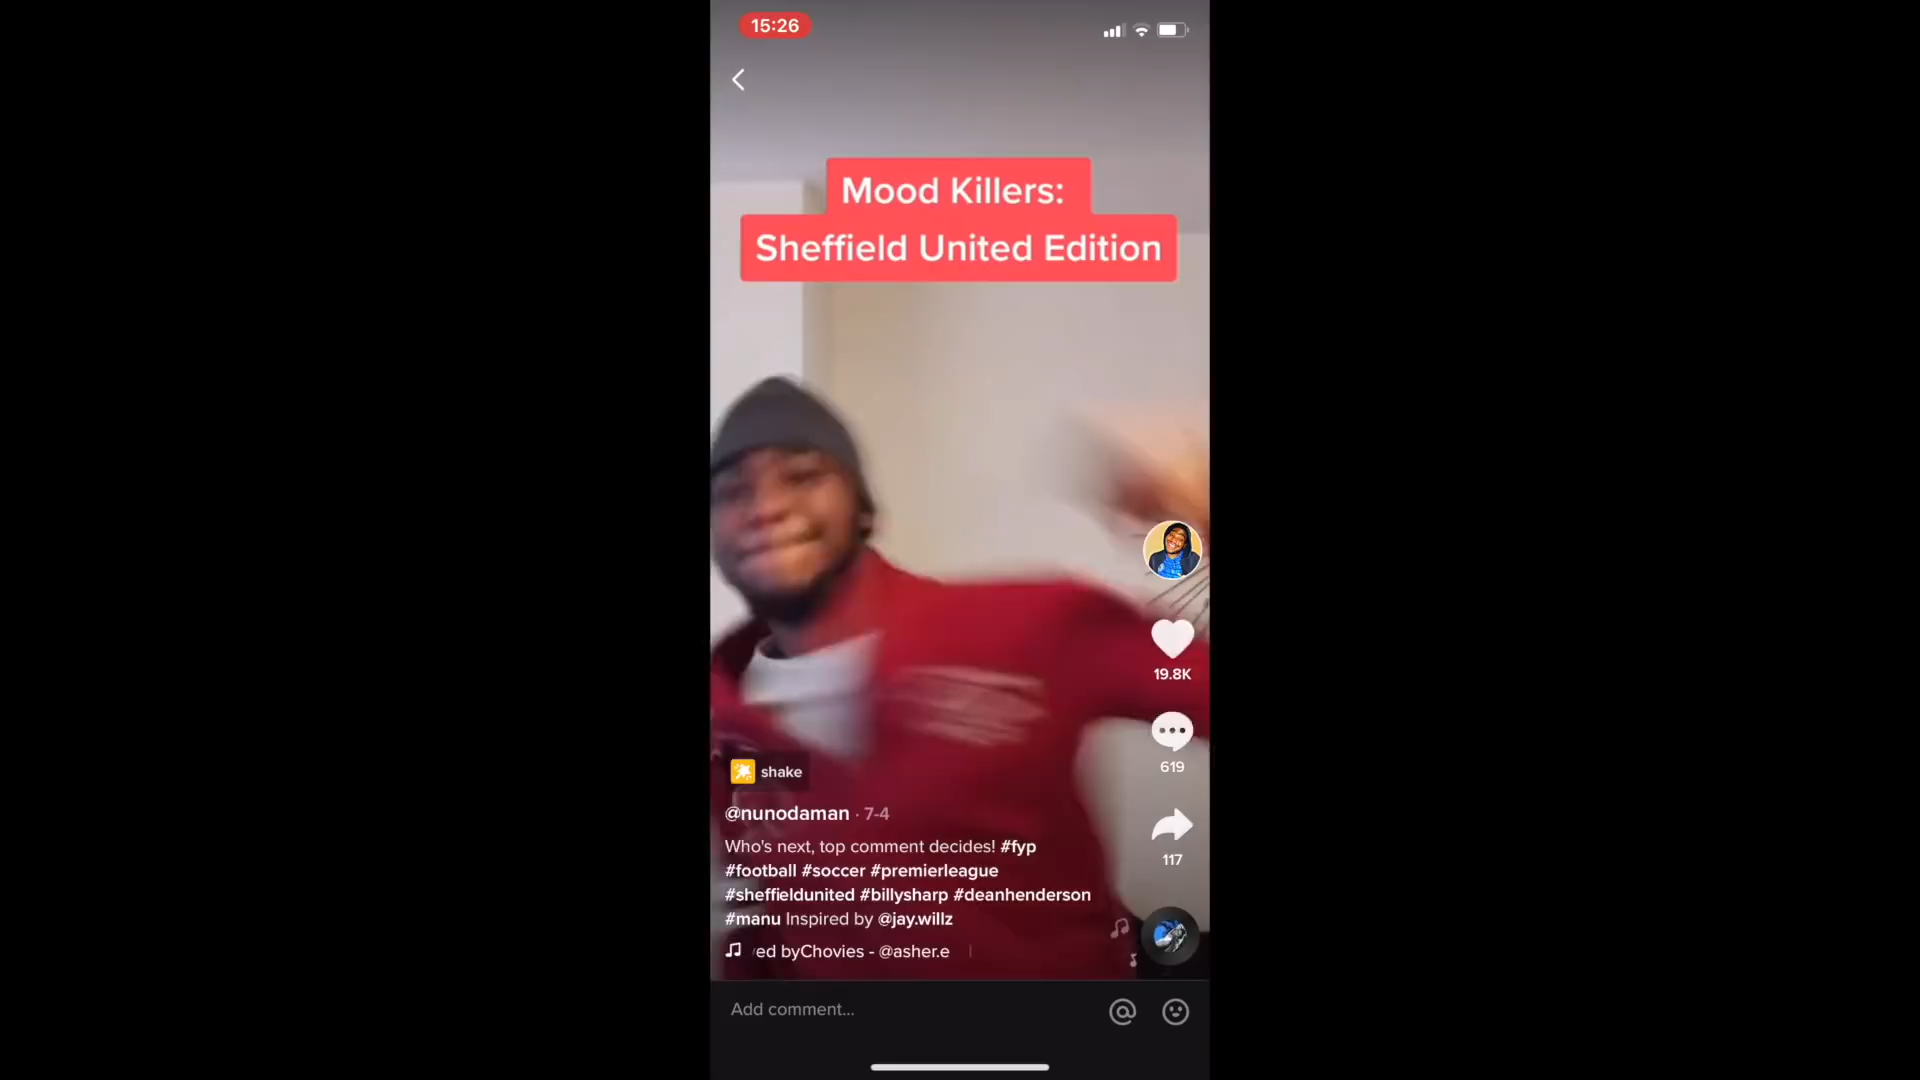 15:26
Mood Killers:
Sheffield United Edition
19.8K
619
117
shake
@nunodaman · 7-4
Who's next, top comment decides! #fyp
#football #soccer #premierleague
#sheffieldunited #billysharp #deanhenderson
#manu Inspired by @jay.willz
ed byChovies - @asher.e
Add comment...